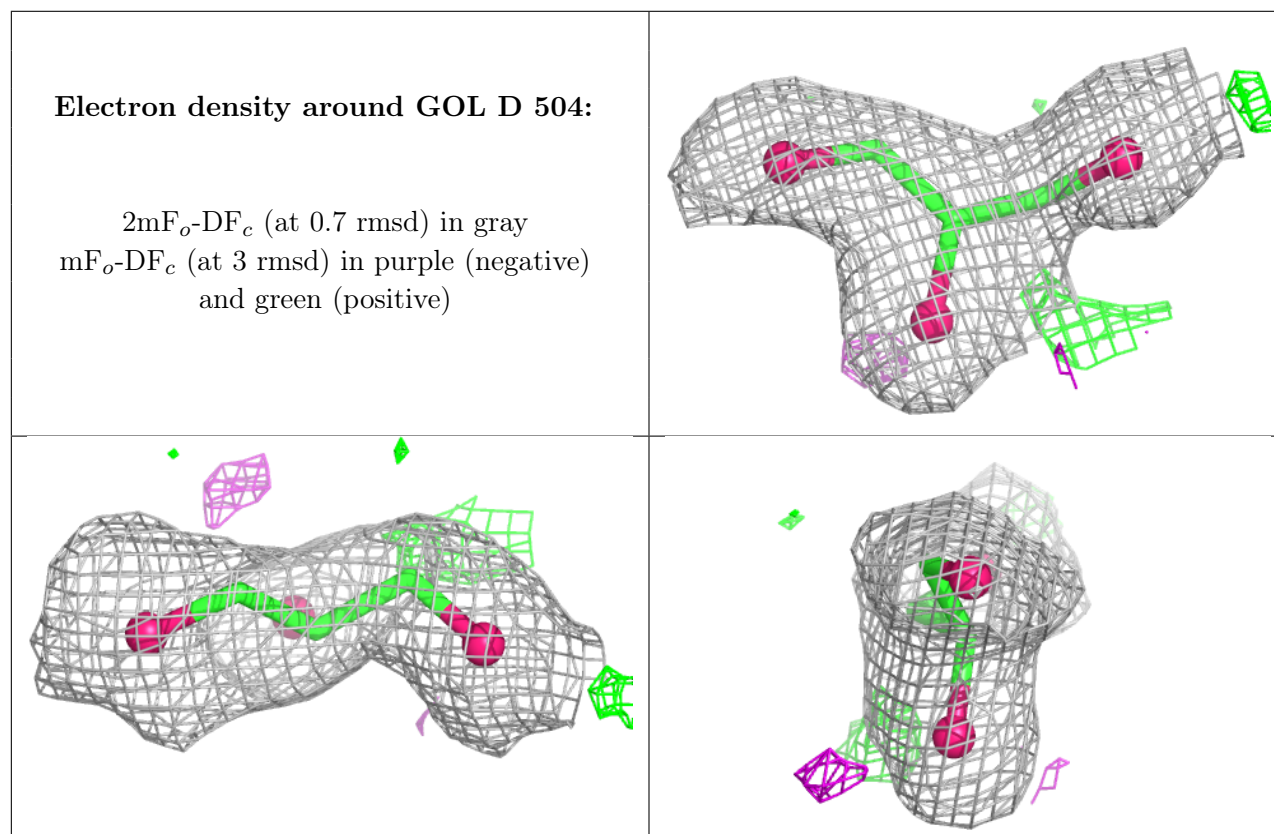 Electron density around GOL D 504:
2mFₒ-DF𝒸 (at 0.7 rmsd) in gray
mFₒ-DF𝒸 (at 3 rmsd) in purple (negative)
and green (positive)